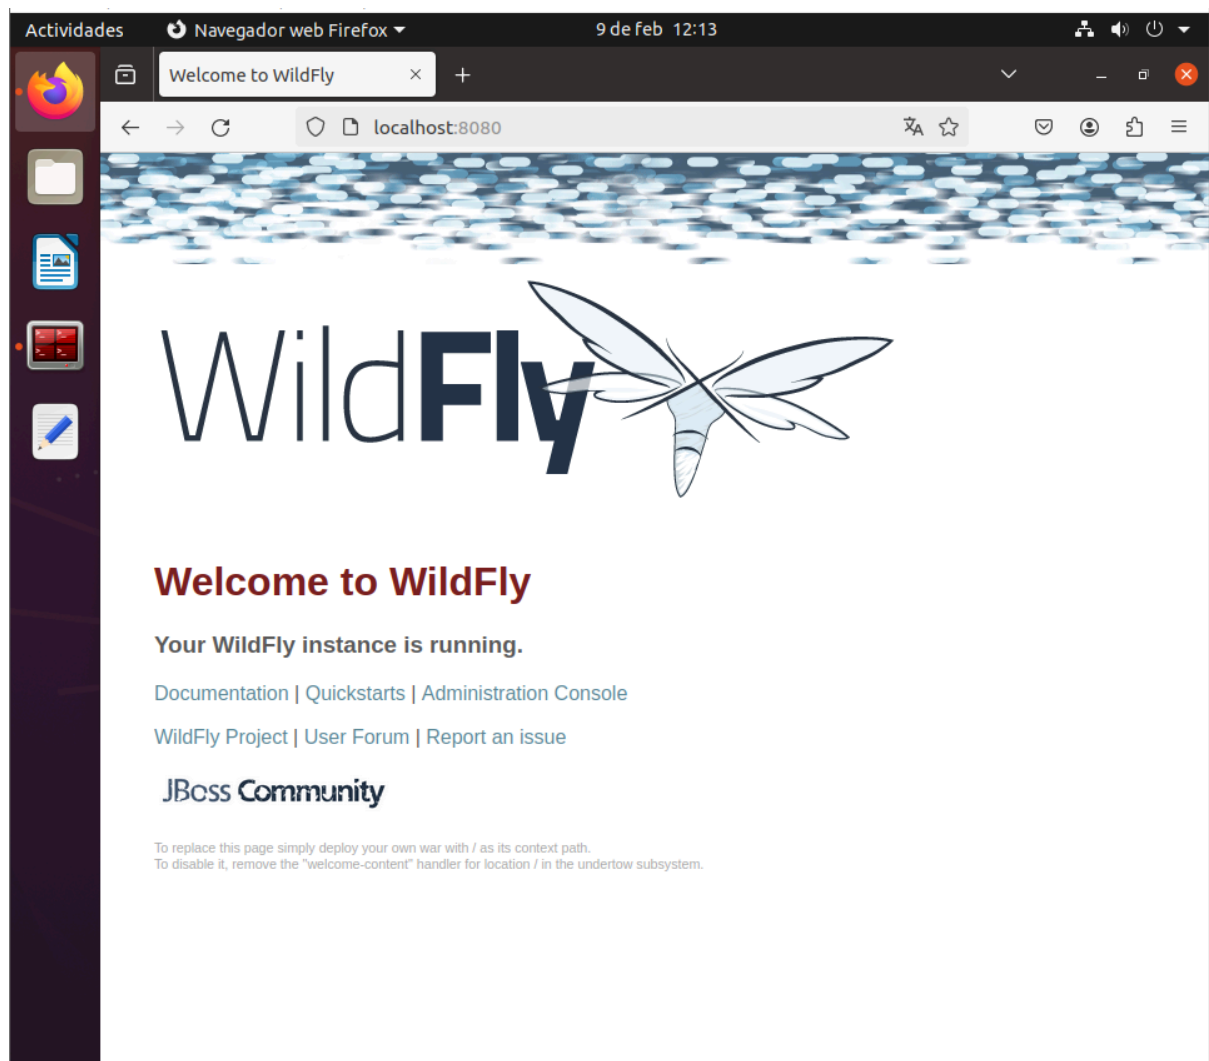 Actividades Navegador web Firefox 9 de feb 12:13
Welcome to WildFly
localhost:8080
WildFly
Welcome to WildFly
Your WildFly instance is running.
Documentation | Quickstarts | Administration Console
WildFly Project | User Forum | Report an issue
JBoss Community
To replace this page simply deploy your own war with / as its context path.
To disable it, remove the "welcome-content" handler for location / in the undertow subsystem.